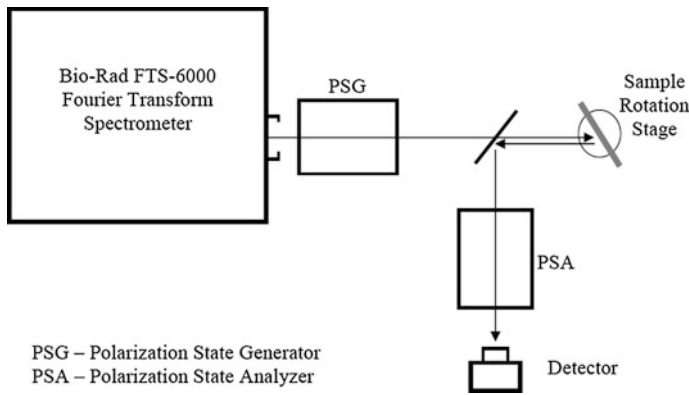 Bio-Rad FTS-6000
Fourier Transform
Spectrometer
PSG
Sample
Rotation
Stage
PSA
PSG – Polarization State Generator
PSA – Polarization State Analyzer
Detector